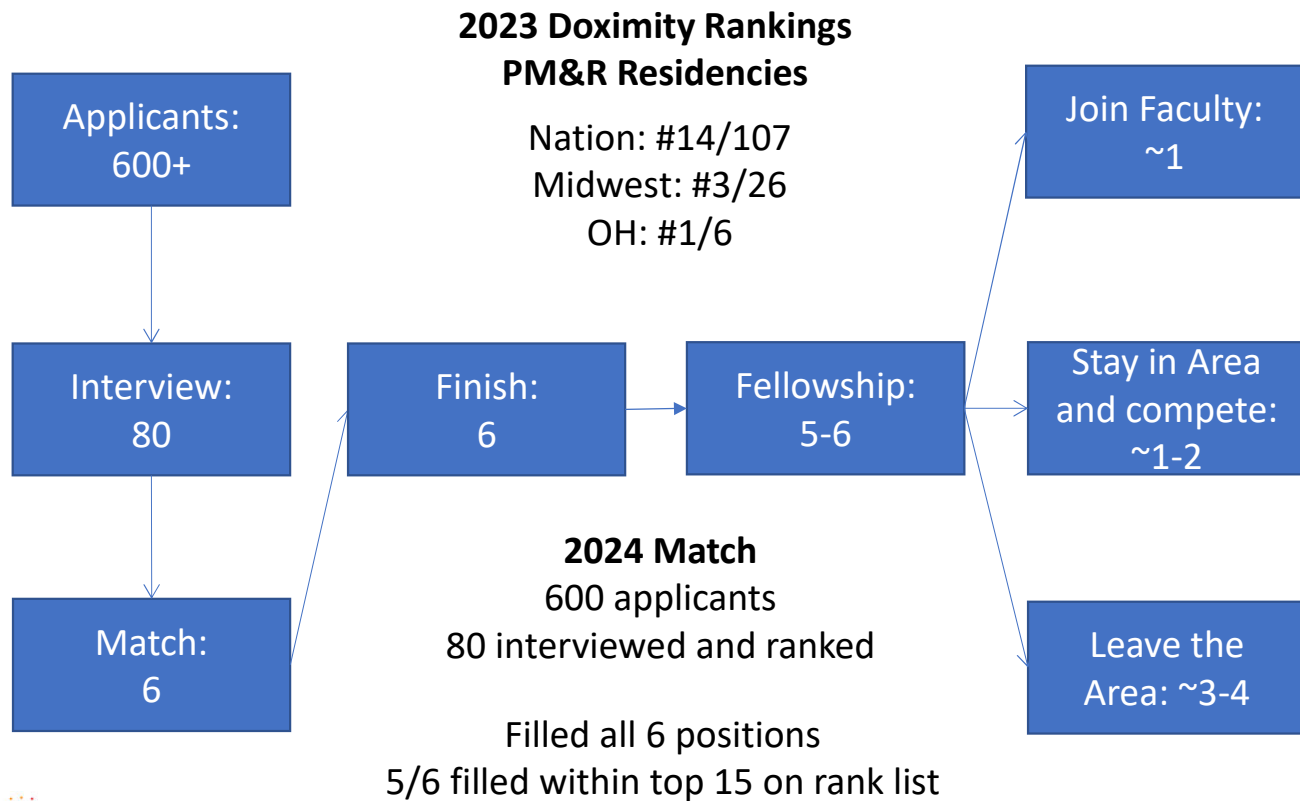 2023 Doximity Rankings
PM&R Residencies
Nation: #14/107
Midwest: #3/26
OH: #1/6
Applicants:
600+
Interview:
80
Match:
6
Finish:
6
Fellowship:
5-6
Join Faculty:
~1
Stay in Area
and compete:
~1-2
Leave the
Area: ~3-4
2024 Match
600 applicants
80 interviewed and ranked
Filled all 6 positions
5/6 filled within top 15 on rank list